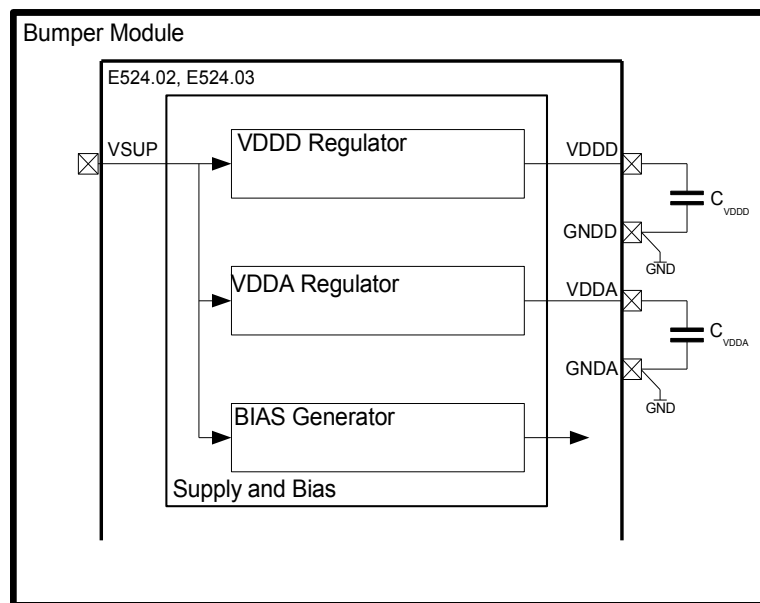 Bumper Module
E524.02, E524.03
VSUP
VDDD Regulator
VDDD
C VDDD
GNDD
GND
VDDA Regulator
VDDA
C VDDA
GNDA
GND
BIAS Generator
Supply and Bias